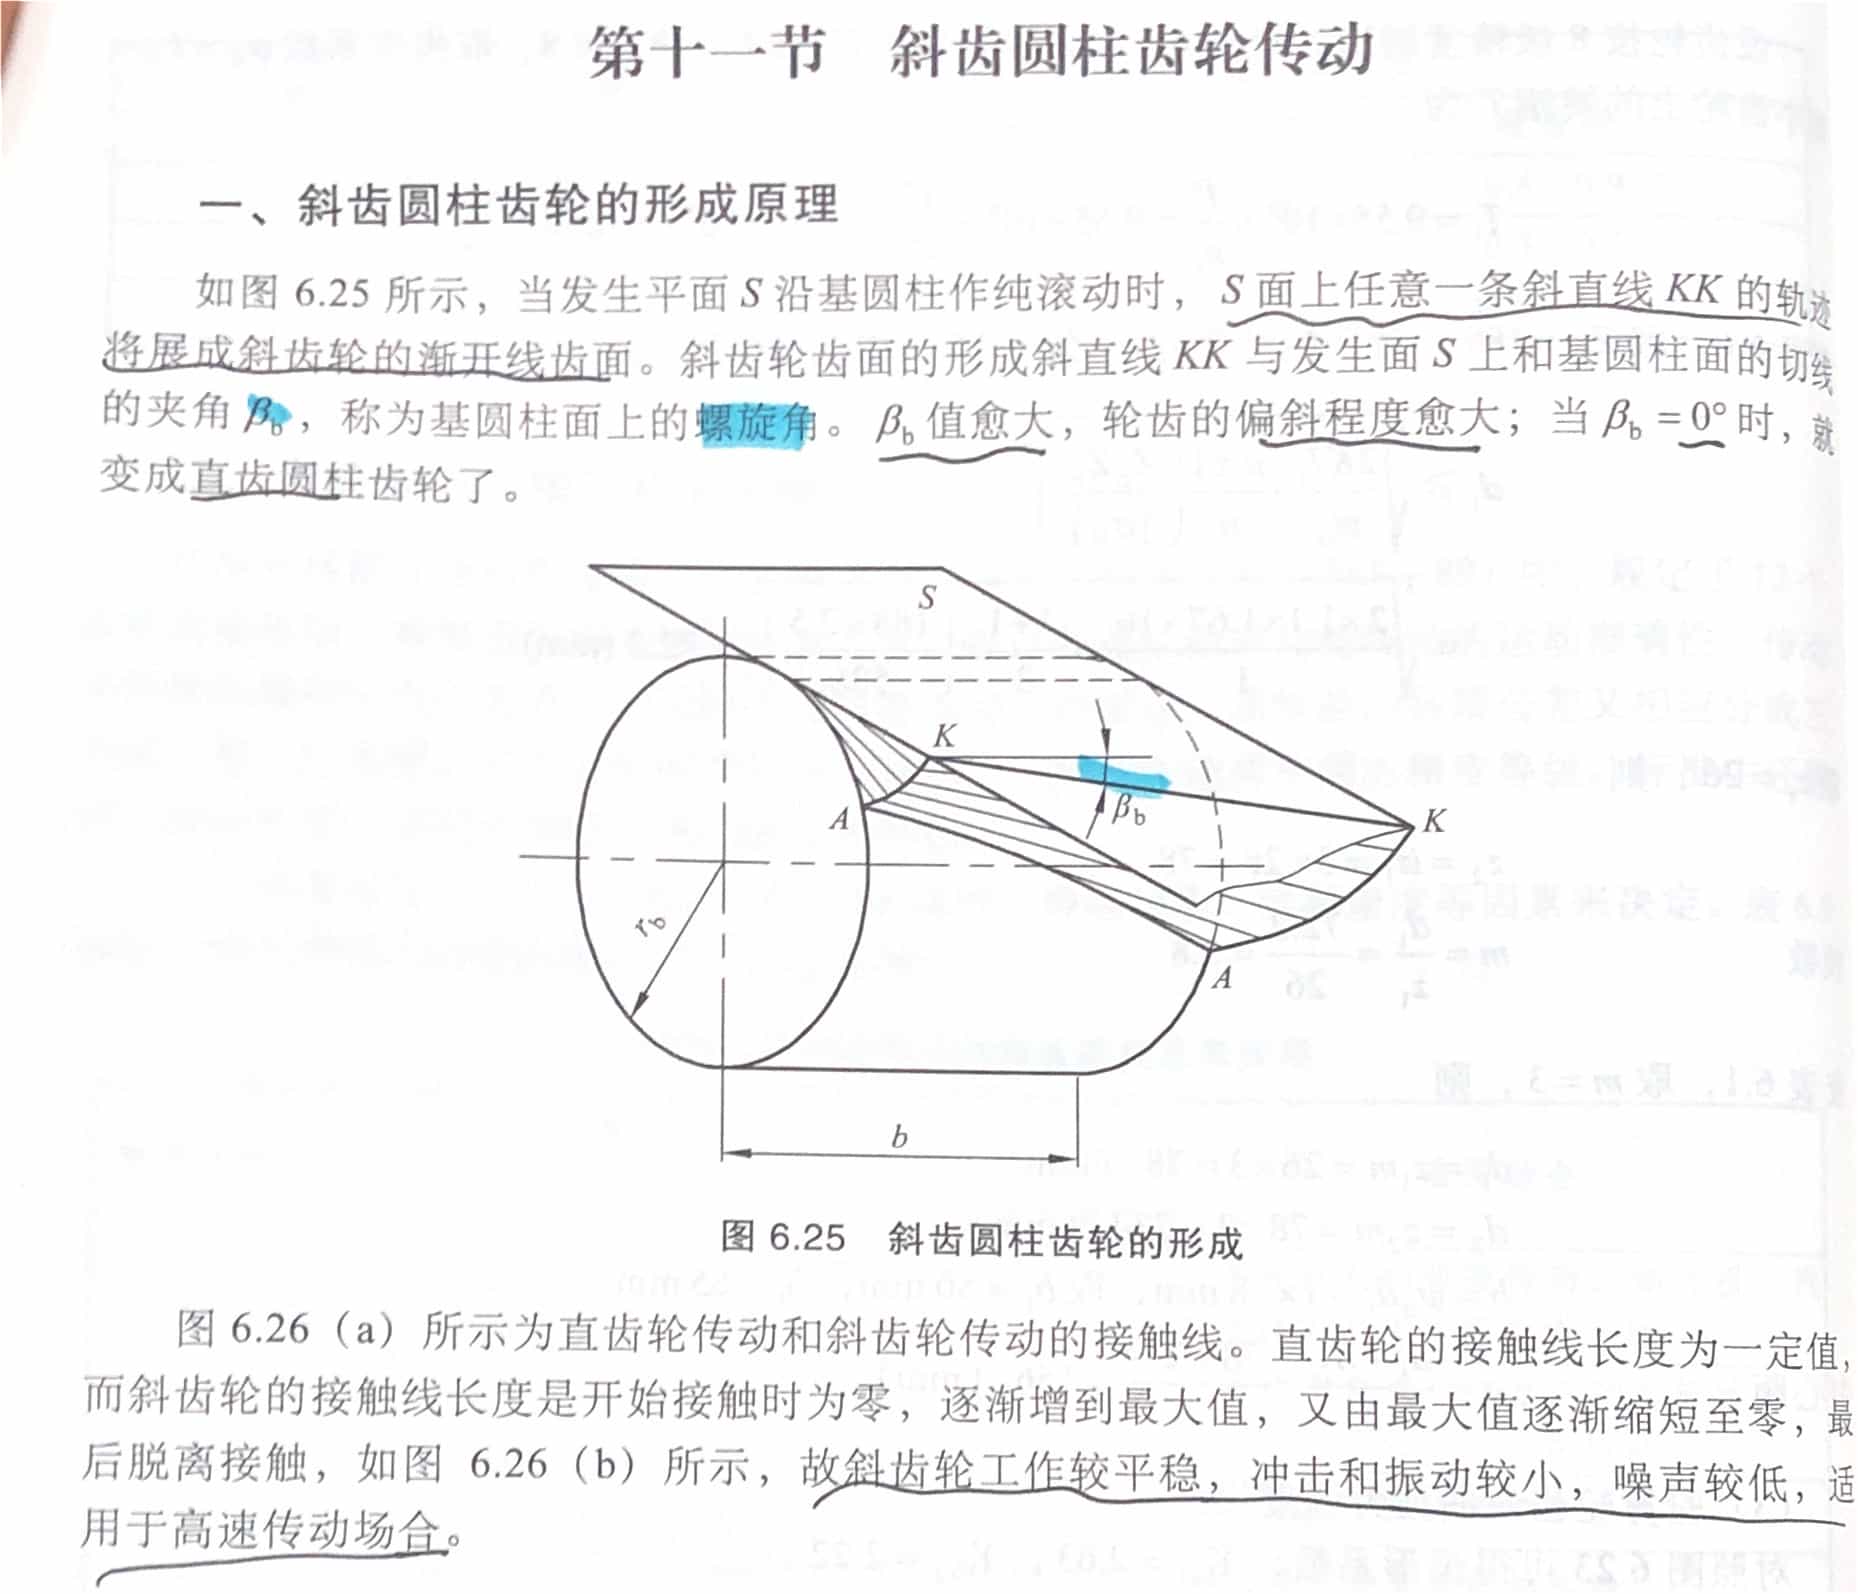 第十一节 斜齿圆柱齿轮传动
一、斜齿圆柱齿轮的形成原理
如图 6.25 所示，当发生平面 S 沿基圆柱作纯滚动时，S 面上任意一条斜直线 KK 的轨迹
将展成斜齿轮的渐开线齿面。斜齿轮齿面的形成斜直线 KK 与发生面 S 上和基圆柱面的切线
的夹角 βb，称为基圆柱面上的螺旋角。βb 值愈大，轮齿的偏斜程度愈大；当 βb = 0° 时，就
变成直齿圆柱齿轮了。
S
K
A
βb
K
rb
A
b
图 6.25 斜齿圆柱齿轮的形成
图 6.26（a）所示为直齿轮传动和斜齿轮传动的接触线。直齿轮的接触线长度为一定值，
而斜齿轮的接触线长度是开始接触时为零，逐渐增到最大值，又由最大值逐渐缩短至零，最
后脱离接触，如图 6.26（b）所示，故斜齿轮工作较平稳，冲击和振动较小，噪声较低，适
用于高速传动场合。